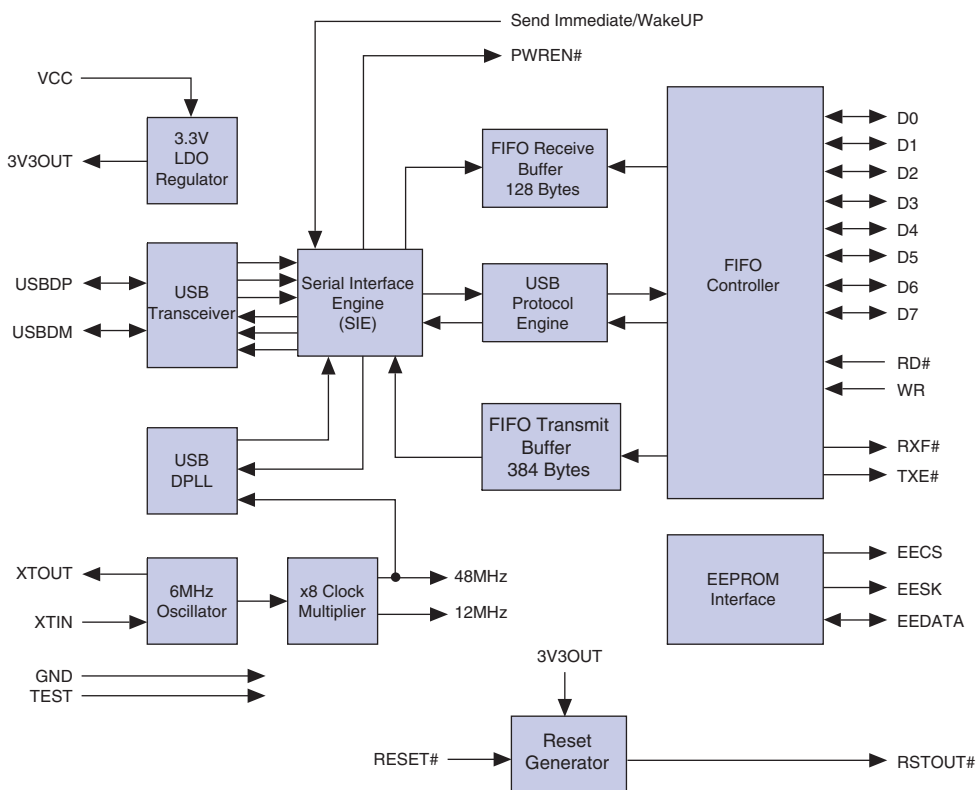 Send Immediate/WakeUP
PWREN#
VCC
3.3V
LDO
Regulator
3V3OUT
FIFO Receive
Buffer
128 Bytes
FIFO
Controller
D0
D1
D2
D3
D4
D5
D6
D7
USBDP
USBDM
USB
Transceiver
Serial Interface
Engine
(SIE)
USB
Protocol
Engine
RD#
WR
RXF#
TXE#
FIFO Transmit
Buffer
384 Bytes
USB
DPLL
XTOUT
XTIN
6MHz
Oscillator
x8 Clock
Multiplier
48MHz
12MHz
EEPROM
Interface
EECS
EESK
EEDATA
GND
TEST
3V3OUT
RESET#
Reset
Generator
RSTOUT#